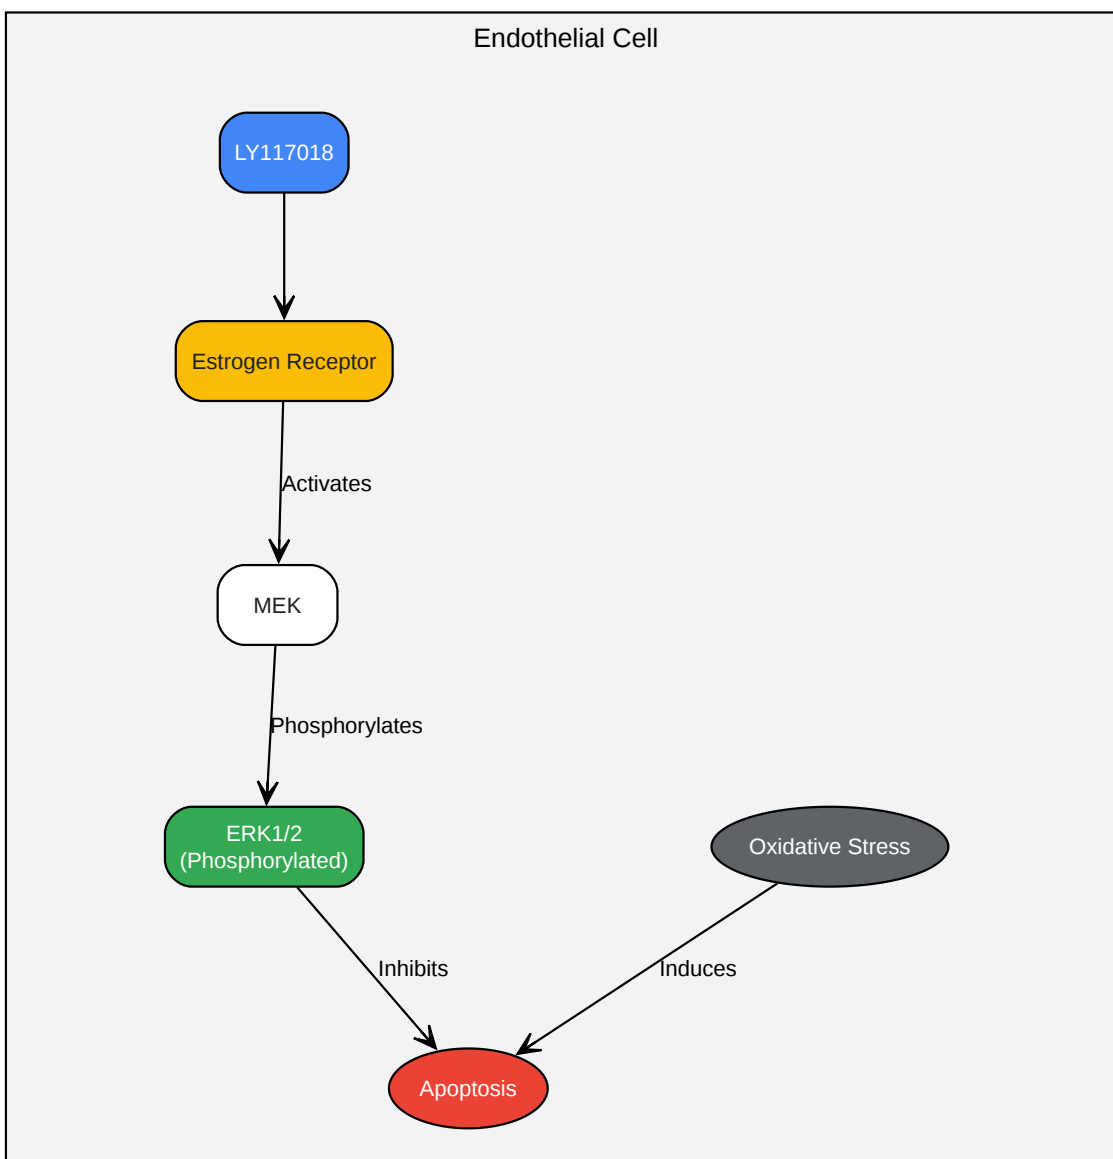 Endothelial Cell
LY117018
Estrogen Receptor
Activates
MEK
Phosphorylates
ERK1/2
(Phosphorylated)
Oxidative Stress
Inhibits
Induces
Apoptosis